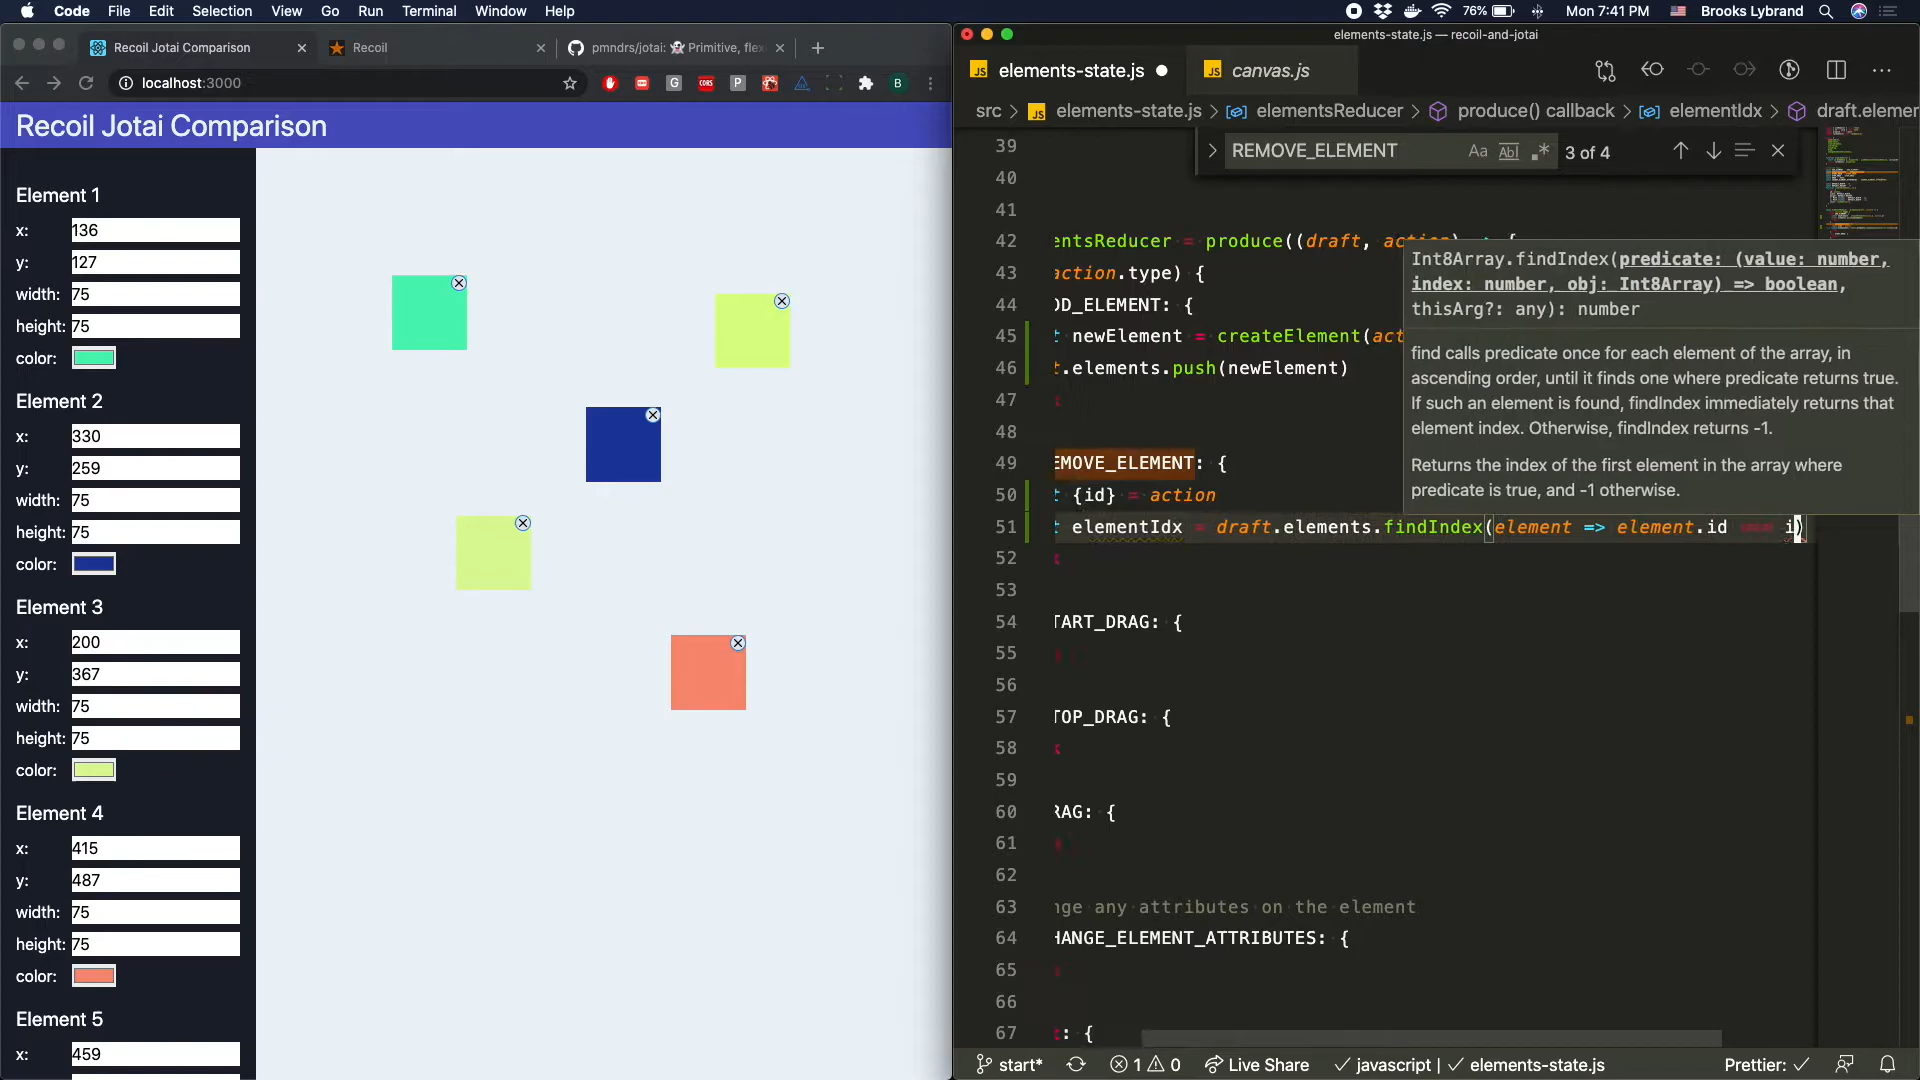 Code File Edit Selection View Go Run Terminal Window Help 76% Mon 7:41 PM Brooks Lybrand
Recoil Jotai Comparison Recoil pmndrs/jotai: 👻 Primitive, flex
localhost:3000 G CORS P B
Recoil Jotai Comparison
Element 1
x: 136
y: 127
width: 75
height: 75
color:
Element 2
x: 330
y: 259
width: 75
height: 75
color:
Element 3
x: 200
y: 367
width: 75
height: 75
color:
Element 4
x: 415
y: 487
width: 75
height: 75
color:
Element 5
x: 459
elements-state.js — recoil-and-jotai
JS elements-state.js JS canvas.js
src > JS elements-state.js > elementsReducer > produce() callback > elementIdx > draft.elemen
REMOVE_ELEMENT Aa Abl .* 3 of 4
39
40
41
42 entsReducer = produce((draft, action) => {
43 action.type) {
44 DD_ELEMENT: {
45 t newElement = createElement(act
46 t.elements.push(newElement)
47
48
49 EMOVE_ELEMENT: {
50 t {id} = action
51 t elementIdx = draft.elements.findIndex(element => element.id === i)
52
53
54 TART_DRAG: {
55
56
57 TOP_DRAG: {
58
59
60 RAG: {
61
62
63 nge any attributes on the element
64 HANGE_ELEMENT_ATTRIBUTES: {
65
66
67 t: {
Int8Array.findIndex(predicate: (value: number,
index: number, obj: Int8Array) => boolean,
thisArg?: any): number
find calls predicate once for each element of the array, in
ascending order, until it finds one where predicate returns true.
If such an element is found, findIndex immediately returns that
element index. Otherwise, findIndex returns -1.
Returns the index of the first element in the array where
predicate is true, and -1 otherwise.
start* 1 0 Live Share javascript | elements-state.js Prettier: